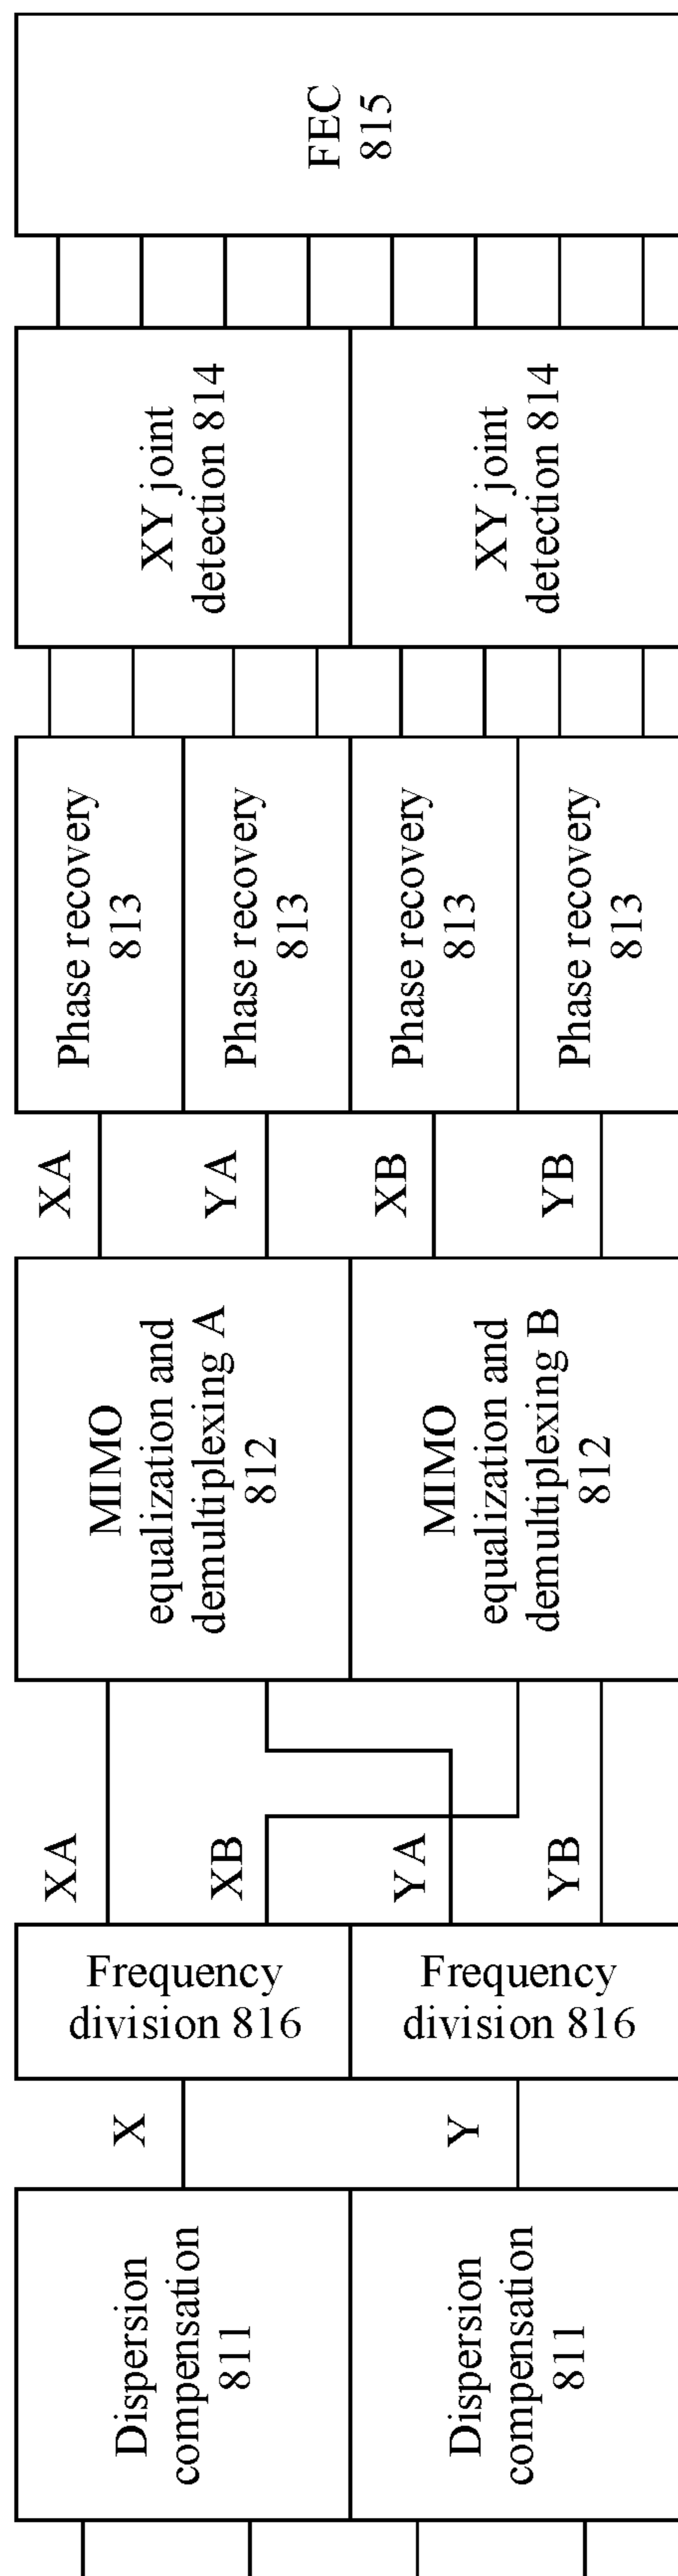 Dispersion
compensation
811
Dispersion
compensation
811
X
Y
Frequency
division 816
Frequency
division 816
XA
XB
YA
YB
MIMO
equalization and
demultiplexing A
812
MIMO
equalization and
demultiplexing B
812
XA
YA
XB
YB
Phase recovery
813
Phase recovery
813
Phase recovery
813
Phase recovery
813
XY joint
detection 814
XY joint
detection 814
FEC
815